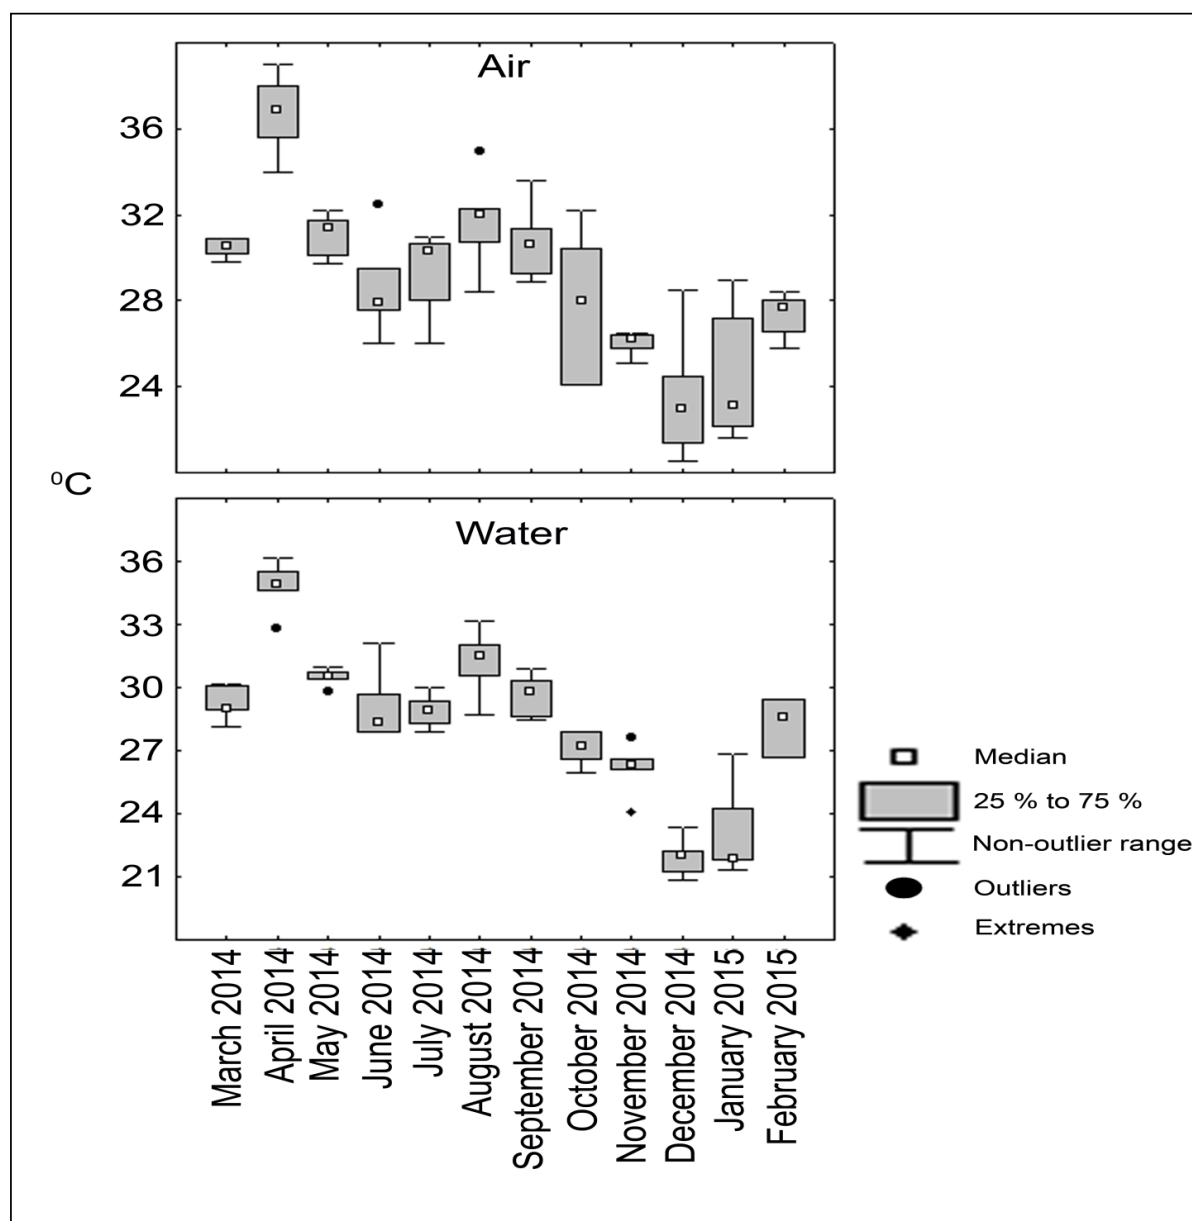 Air
36
32
28
24
⁰C
Water
36
33
30
27
24
21
Median
25 % to 75 %
Non-outlier range
Outliers
Extremes
March 2014
April 2014
May 2014
June 2014
July 2014
August 2014
September 2014
October 2014
November 2014
December 2014
January 2015
February 2015